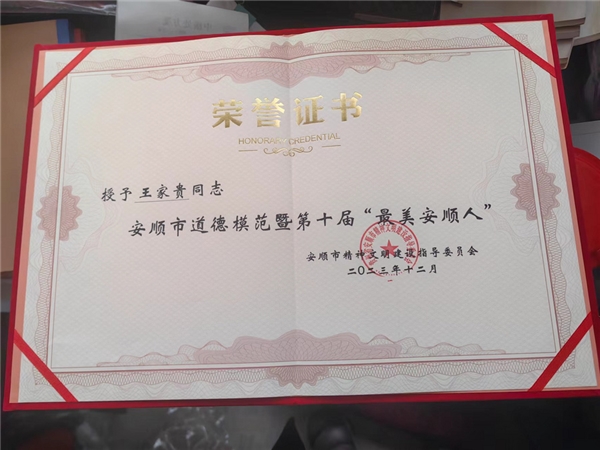 荣誉证书
HONORARY CREDENTIAL
授予王家贵同志
安顺市道德模范暨第十届“最美安顺人”
安顺市精神文明建设指导委员会
二〇二三年十二月